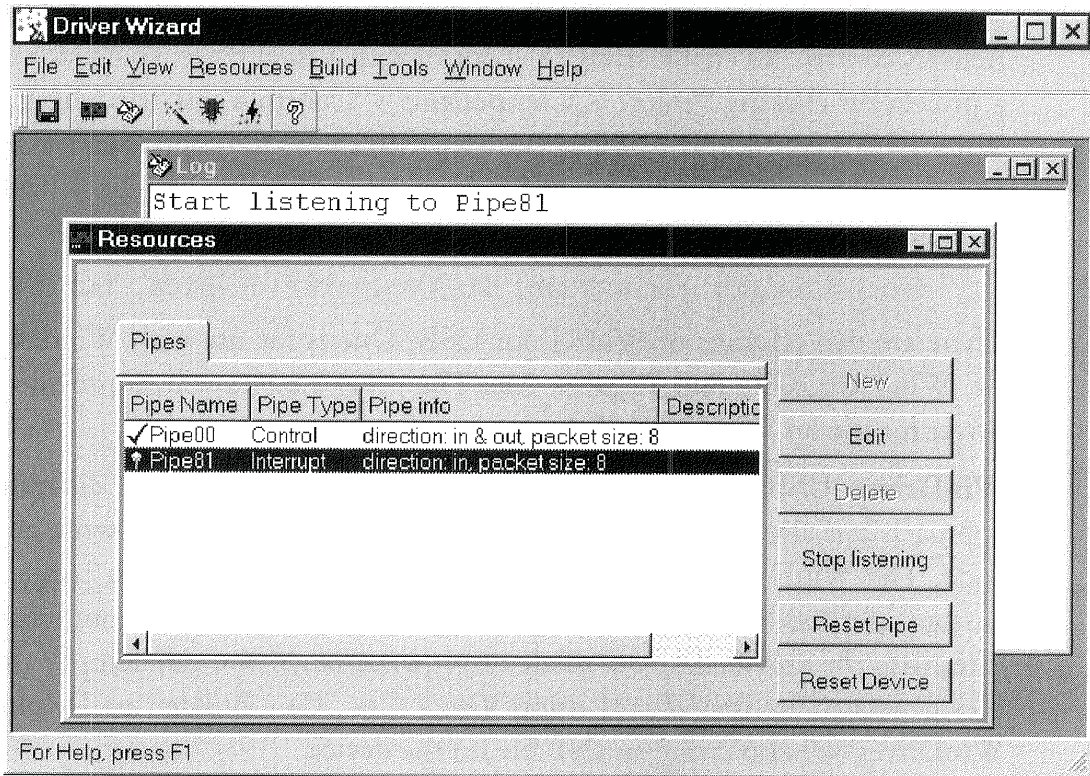 Driver Wizard
File Edit View Resources Build Tools Window Help
Log
Start listening to Pipe81
Resources
Pipes
Pipe Name Pipe Type Pipe info Descriptic
Pipe00 Control direction: in & out, packet size: 8
Pipe81 Interrupt direction: in, packet size: 8
New
Edit
Delete
Stop listening
Reset Pipe
Reset Device
For Help, press F1